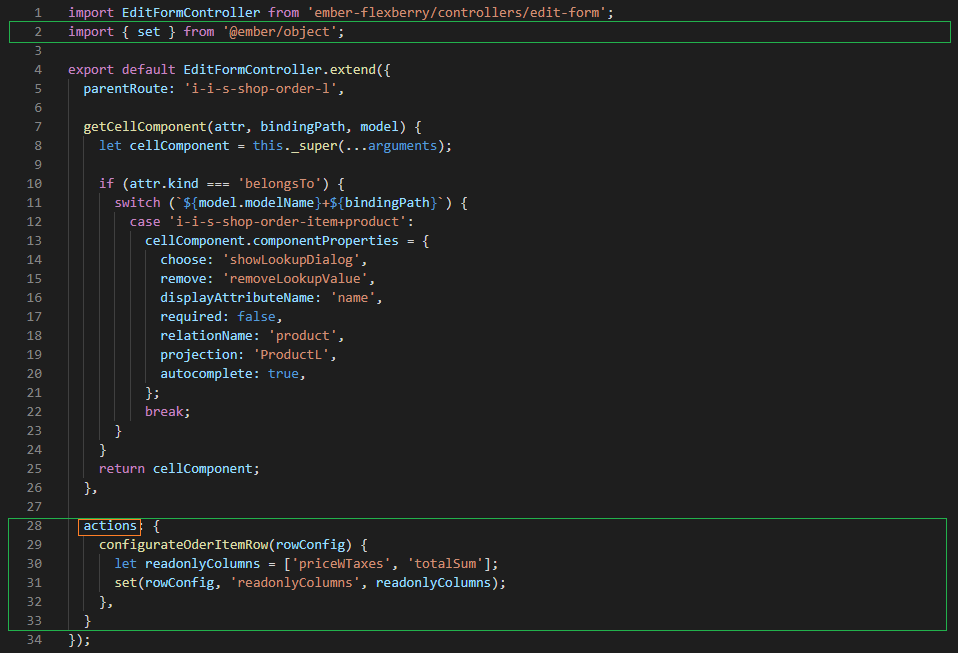 1 import EditFormController from 'ember-flexberry/controllers/edit-form';
2 import { set } from '@ember/object';
3
4 export default EditFormController.extend({
5   parentRoute: 'i-i-s-shop-order-l',
6
7   getCellComponent(attr, bindingPath, model) {
8     let cellComponent = this._super(...arguments);
9
10     if (attr.kind === 'belongsTo') {
11       switch (`${model.modelName}+${bindingPath}`) {
12         case 'i-i-s-shop-order-item+product':
13           cellComponent.componentProperties = {
14             choose: 'showLookupDialog',
15             remove: 'removeLookupValue',
16             displayAttributeName: 'name',
17             required: false,
18             relationName: 'product',
19             projection: 'ProductL',
20             autocomplete: true,
21           };
22           break;
23       }
24     }
25     return cellComponent;
26   },
27
28   actions: {
29     configurateOderItemRow(rowConfig) {
30       let readonlyColumns = ['priceWTaxes', 'totalSum'];
31       set(rowConfig, 'readonlyColumns', readonlyColumns);
32     },
33   }
34 });